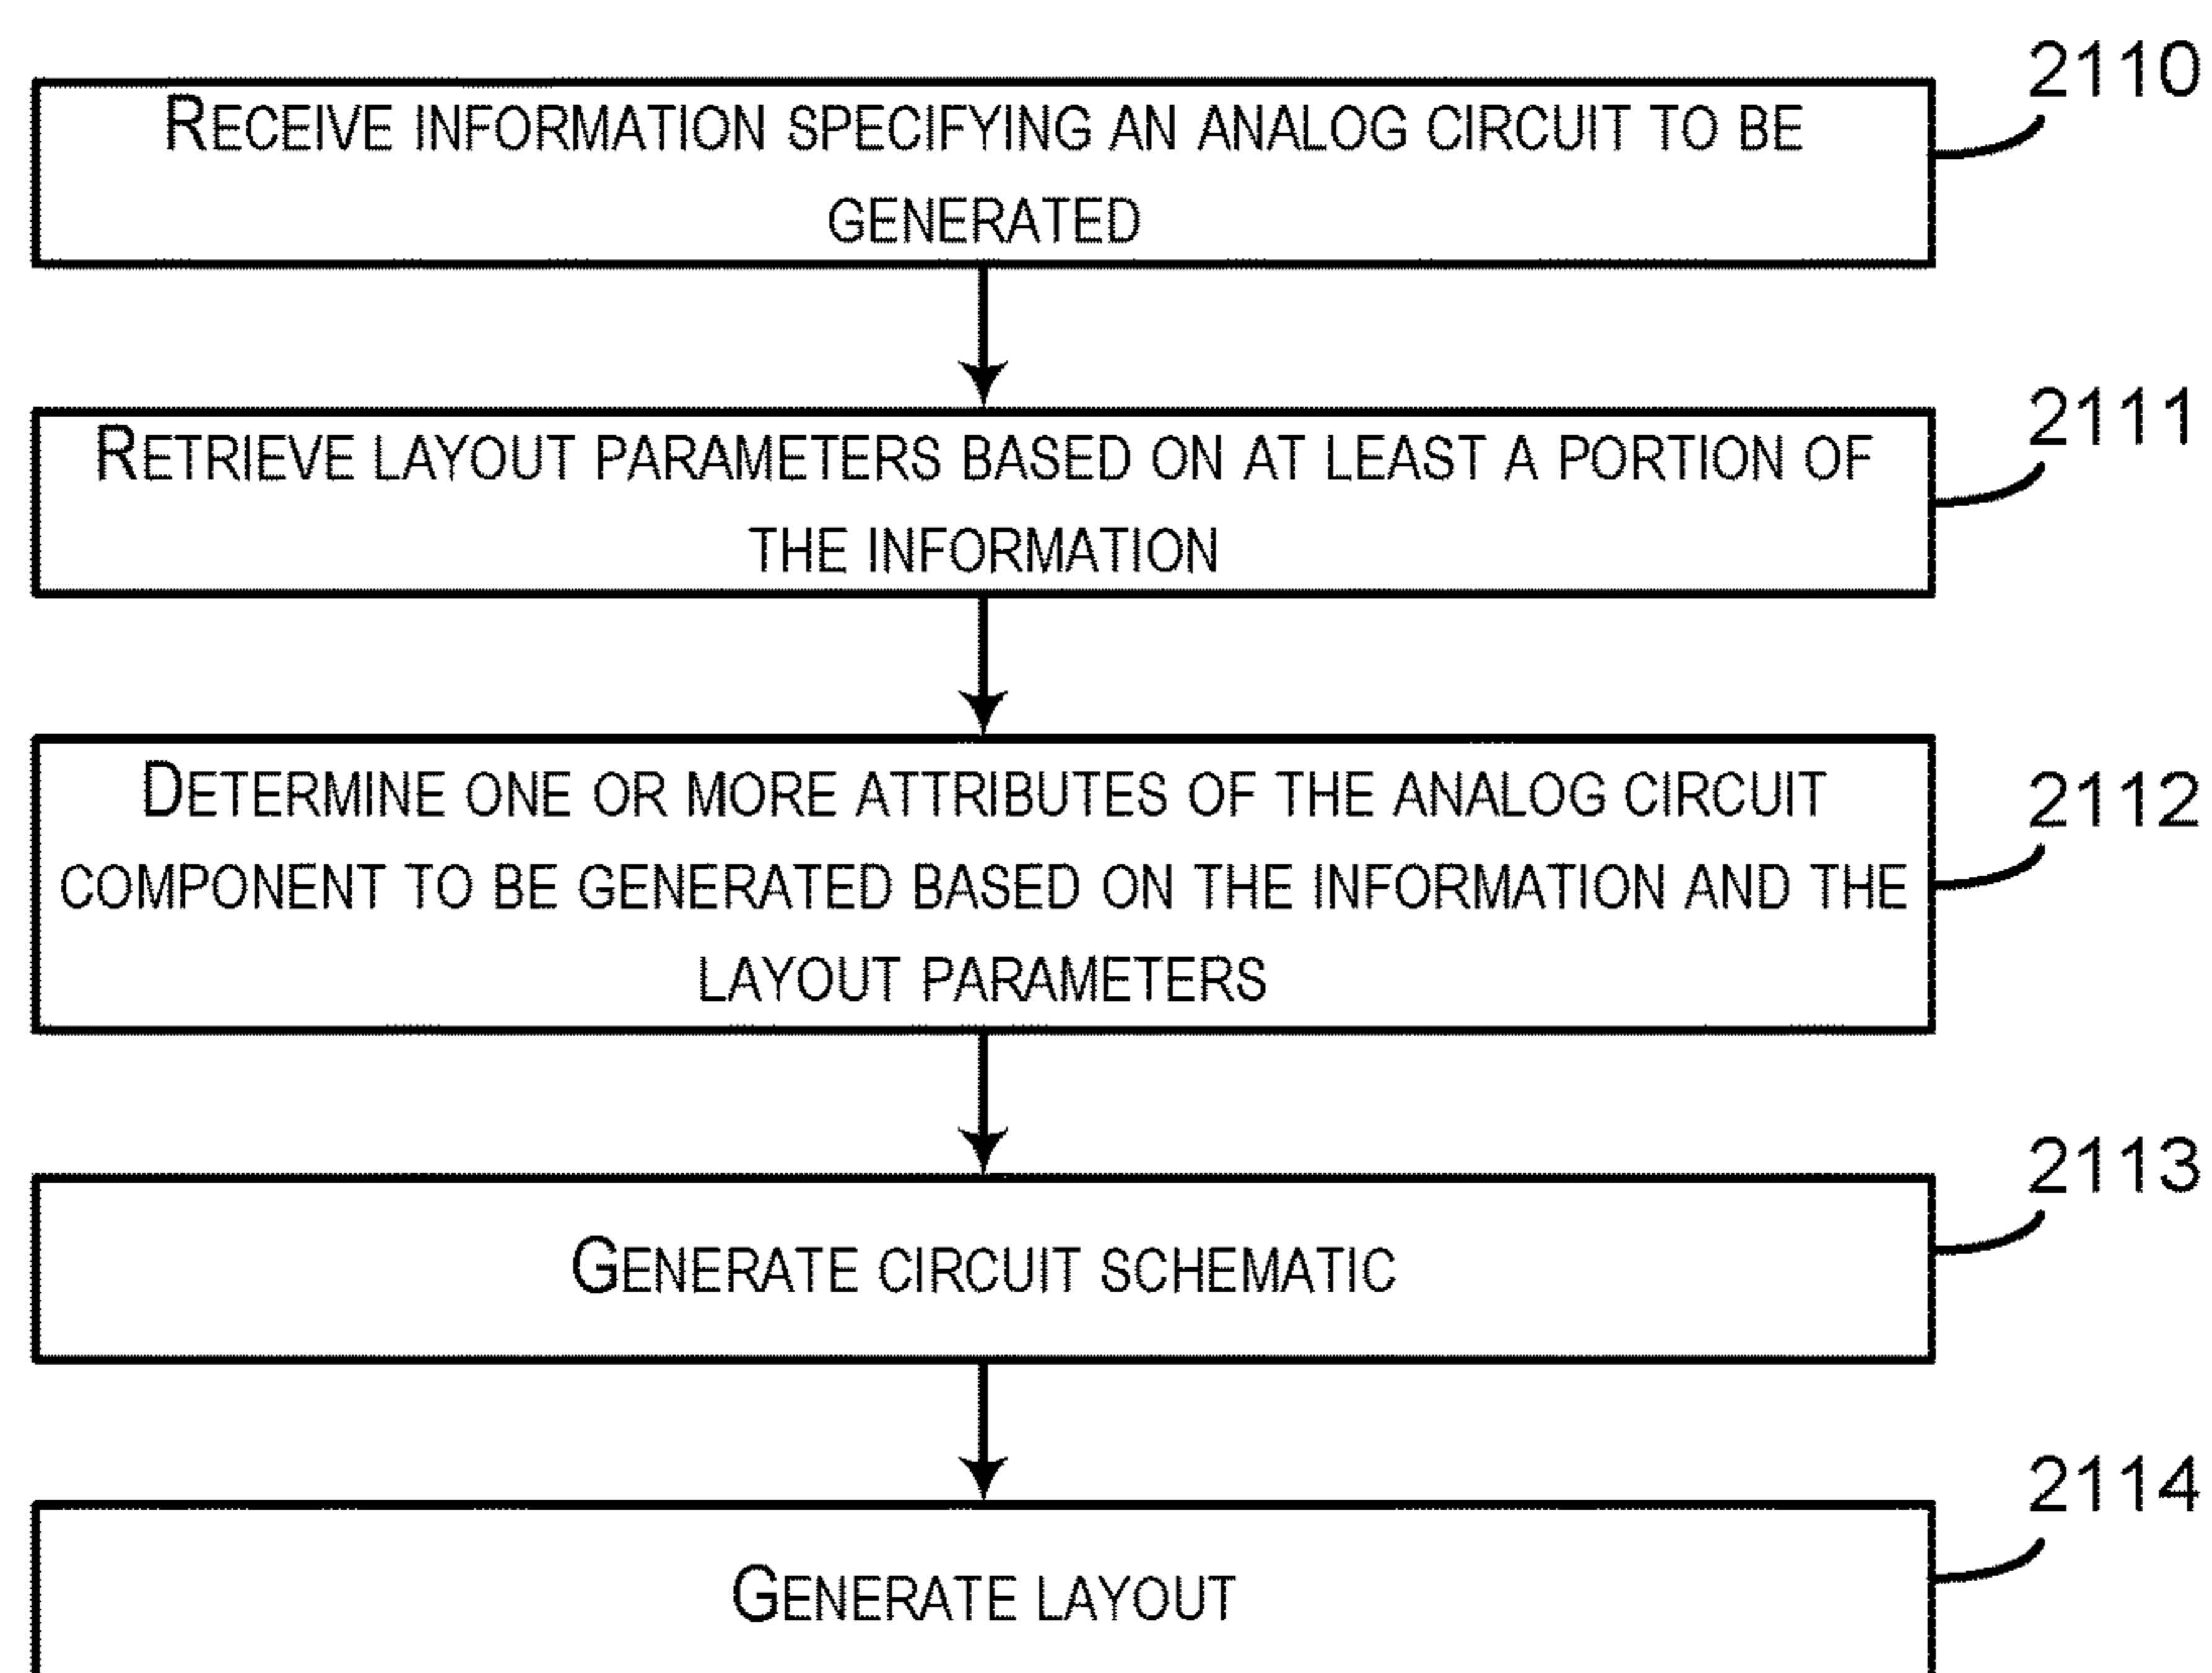 2110
RECEIVE INFORMATION SPECIFYING AN ANALOG CIRCUIT TO BE
GENERATED
2111
RETRIEVE LAYOUT PARAMETERS BASED ON AT LEAST A PORTION OF
THE INFORMATION
2112
DETERMINE ONE OR MORE ATTRIBUTES OF THE ANALOG CIRCUIT
COMPONENT TO BE GENERATED BASED ON THE INFORMATION AND THE
LAYOUT PARAMETERS
2113
GENERATE CIRCUIT SCHEMATIC
2114
GENERATE LAYOUT